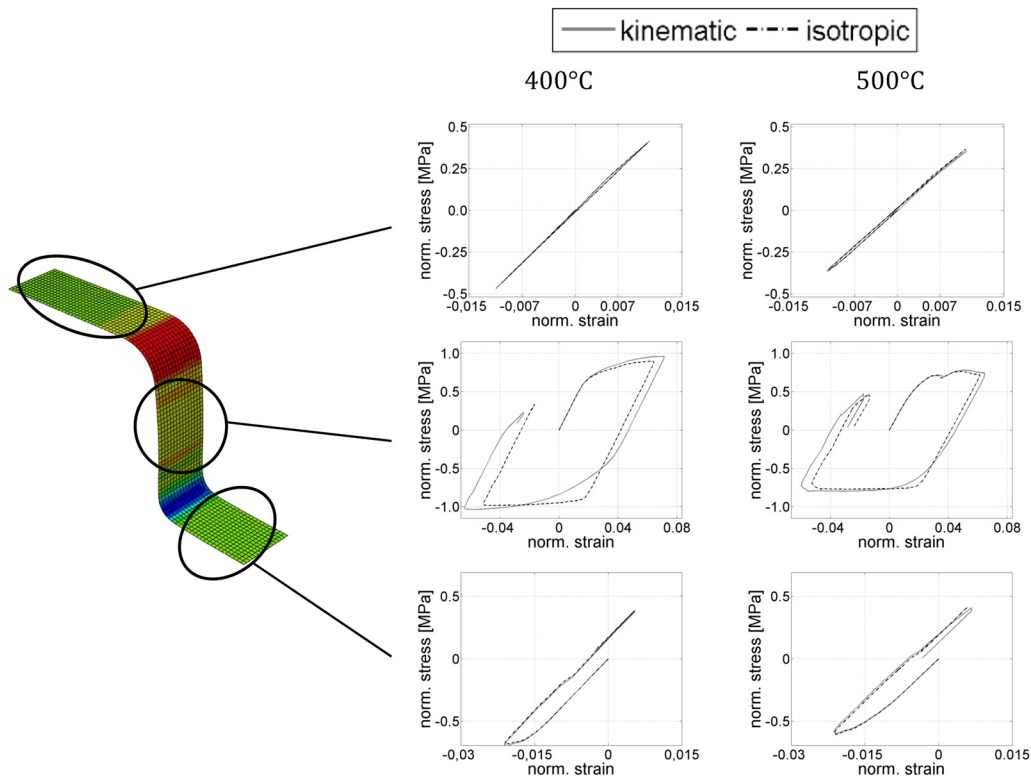 kinematic isotropic
400°C 500°C
norm. stress [MPa]
0.5
0.25
0.0
-0.25
-0.5
-0.015 -0,007 0 0.007 0,015
norm. strain
norm. stress [MPa]
0.5
0.25
0.0
-0.25
-0.5
-0.015 -0.007 0 0.007 0.015
norm. strain
norm. stress [MPa]
1.0
0.5
0
-0.5
-1.0
-0.04 0 0.04 0.08
norm. strain
norm. stress [MPa]
1.0
0.5
0
-0.5
-1.0
-0.04 0 0.04 0.08
norm. strain
norm. stress [MPa]
0.5
0
-0.5
-0,03 -0,015 0 0,015
norm. strain
norm. stress [MPa]
0.5
0
-0.5
-0.03 -0.015 0 0.015
norm. strain